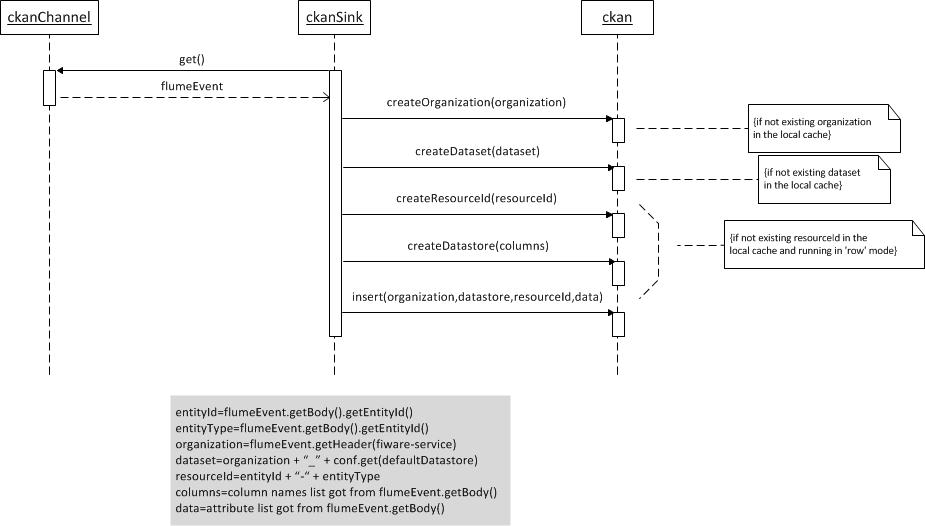 ckanChannel
ckanSink
ckan
get()
flumeEvent
createOrganization(organization)
{if not existing organization
in the local cache}
createDataset(dataset)
{if not existing dataset
in the local cache}
createResourceId(resourceId)
createDatastore(columns)
{if not existing resourceId in the
local cache and running in 'row' mode}
insert(organization,datastore,resourceId,data)
entityId=flumeEvent.getBody().getEntityId()
entityType=flumeEvent.getBody().getEntityId()
organization=flumeEvent.getHeader(fiware-service)
dataset=organization + “_” + conf.get(defaultDatastore)
resourceId=entityId + “-“ + entityType
columns=column names list got from flumeEvent.getBody()
data=attribute list got from flumeEvent.getBody()